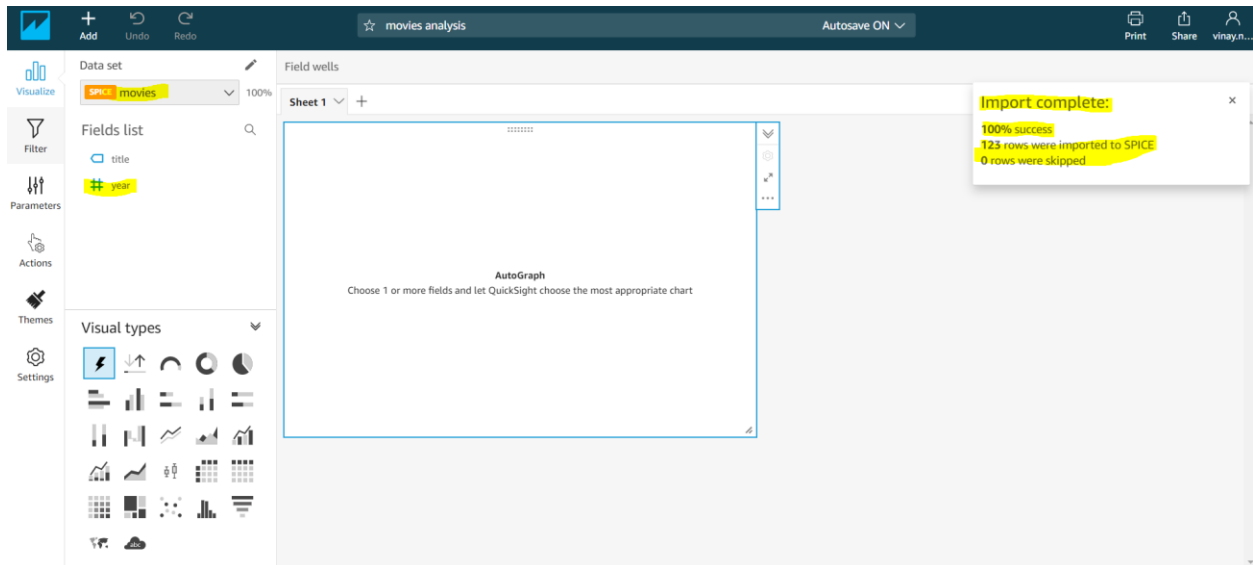 Add
Undo
Redo
movies analysis
Autosave ON
Print
Share
vinay.n...
Visualize
Filter
Parameters
Actions
Themes
Settings
Data set
SPICE movies
100%
Fields list
title
year
Visual types
abc
Field wells
Sheet 1
AutoGraph
Choose 1 or more fields and let QuickSight choose the most appropriate chart
Import complete:
100% success
123 rows were imported to SPICE
0 rows were skipped